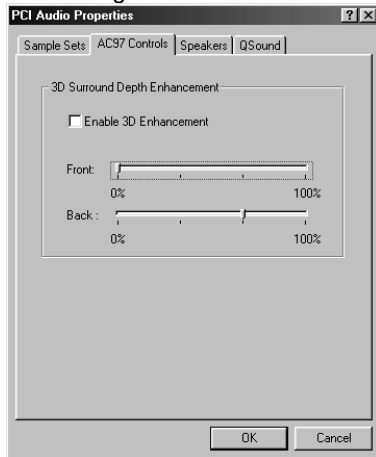 PCI Audio Properties
Sample Sets AC97 Controls Speakers QSound
3D Surround Depth Enhancement
Enable 3D Enhancement
Front:
0% 100%
Back :
0% 100%
OK Cancel